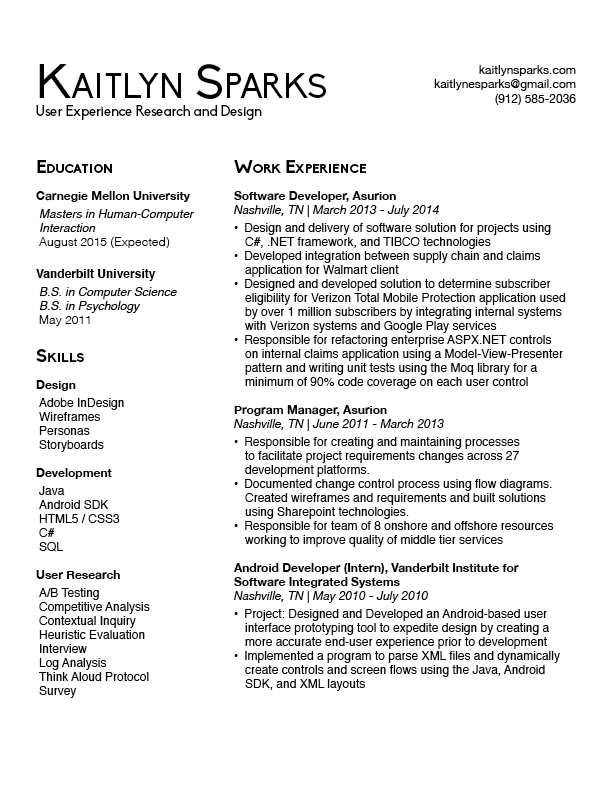 KAITLYN SPARKS
User Experience Research and Design
kaitlynsparks.com
kaitlynesparks@gmail.com
(912) 585-2036
EDUCATION
Carnegie Mellon University
Masters in Human-Computer
Interaction
August 2015 (Expected)
Vanderbilt University
B.S. in Computer Science
B.S. in Psychology
May 2011
SKILLS
Design
Adobe InDesign
Wireframes
Personas
Storyboards
Development
Java
Android SDK
HTML5 / CSS3
C#
SQL
User Research
A/B Testing
Competitive Analysis
Contextual Inquiry
Heuristic Evaluation
Interview
Log Analysis
Think Aloud Protocol
Survey
WORK EXPERIENCE
Software Developer, Asurion
Nashville, TN | March 2013 - July 2014
• Design and delivery of software solution for projects using
C#, .NET framework, and TIBCO technologies
• Developed integration between supply chain and claims
application for Walmart client
• Designed and developed solution to determine subscriber
eligibility for Verizon Total Mobile Protection application used
by over 1 million subscribers by integrating internal systems
with Verizon systems and Google Play services
• Responsible for refactoring enterprise ASPX.NET controls
on internal claims application using a Model-View-Presenter
pattern and writing unit tests using the Moq library for a
minimum of 90% code coverage on each user control
Program Manager, Asurion
Nashville, TN | June 2011 - March 2013
• Responsible for creating and maintaining processes
to facilitate project requirements changes across 27
development platforms.
• Documented change control process using flow diagrams.
Created wireframes and requirements and built solutions
using Sharepoint technologies.
• Responsible for team of 8 onshore and offshore resources
working to improve quality of middle tier services
Android Developer (Intern), Vanderbilt Institute for
Software Integrated Systems
Nashville, TN | May 2010 - July 2010
• Project: Designed and Developed an Android-based user
interface prototyping tool to expedite design by creating a
more accurate end-user experience prior to development
• Implemented a program to parse XML files and dynamically
create controls and screen flows using the Java, Android
SDK, and XML layouts